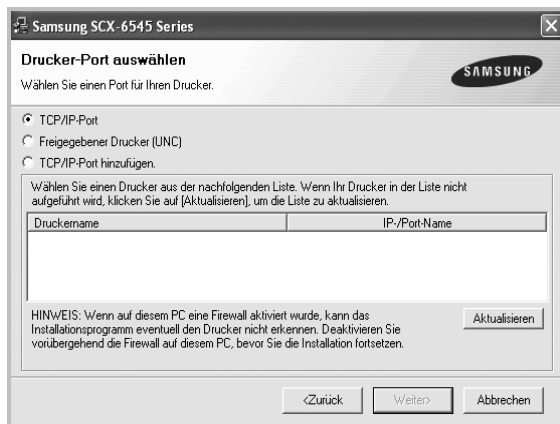 Samsung SCX-6545 Series
Drucker-Port auswählen
Wählen Sie einen Port für Ihren Drucker.
SAMSUNG
TCP/IP-Port
Freigegebener Drucker (UNC)
TCP/IP-Port hinzufügen.
Wählen Sie einen Drucker aus der nachfolgenden Liste. Wenn Ihr Drucker in der Liste nicht
aufgeführt wird, klicken Sie auf [Aktualisieren], um die Liste zu aktualisieren.
Druckername IP-/Port-Name
HINWEIS: Wenn auf diesem PC eine Firewall aktiviert wurde, kann das
Installationsprogramm eventuell den Drucker nicht erkennen. Deaktivieren Sie
vorübergehend die Firewall auf diesem PC, bevor Sie die Installation fortsetzen.
Aktualisieren
<Zurück Weiter> Abbrechen